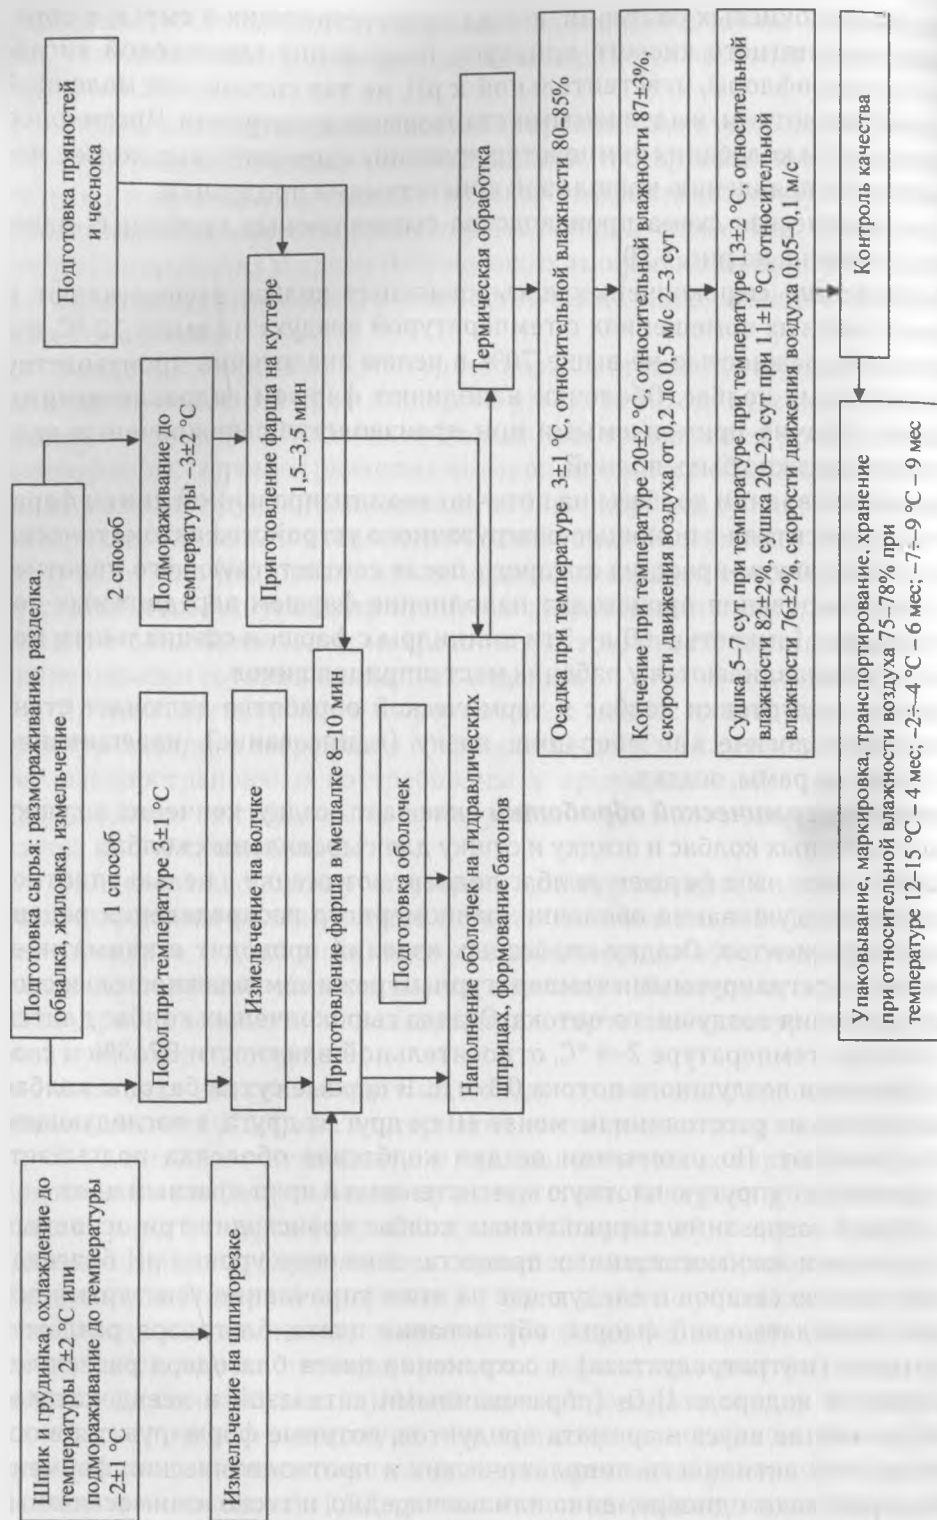 Шпик и грудинка: охлаждение до
температуры 2±2 °C или
подмораживание до температуры
−2±1 °C
Измельчение на шпигорезке
Подготовка сырья: размораживание, разделка,
обвалка, жиловка, измельчение
1 способ
Посол при температуре 3±1 °C
Измельчение на волчке
Приготовление фарша в мешалке 8–10 мин
2 способ
Подмораживание до
температуры −3±2 °C
Приготовление фарша на куттере
1,5–3,5 мин
Подготовка пряностей
и чеснока
Подготовка оболочек
Наполнение оболочек на гидравлических
шприцах, формование батонов
Термическая обработка
Осадка при температуре 3±1 °C, относительной влажности 80–85%
Копчение при температуре 20±2 °C, относительной влажности 87±3%,
скорости движения воздуха от 0,2 до 0,5 м/с 2–3 сут
Сушка 5–7 сут при температуре при температуре 13±2 °C, относительной
влажности 82±2%, сушка 20–23 сут при 11±1 °C, относительной
влажности 76±2%, скорость движения воздуха 0,05–0,1 м/с
Контроль качества
Упаковывание, маркировка, транспортирование, хранение
приотносительной влажности воздуха 75–78% при
температуре 12–15 °C – 4 мес; −2÷−4 °C – 6 мес; −7÷−9 °C – 9 мес